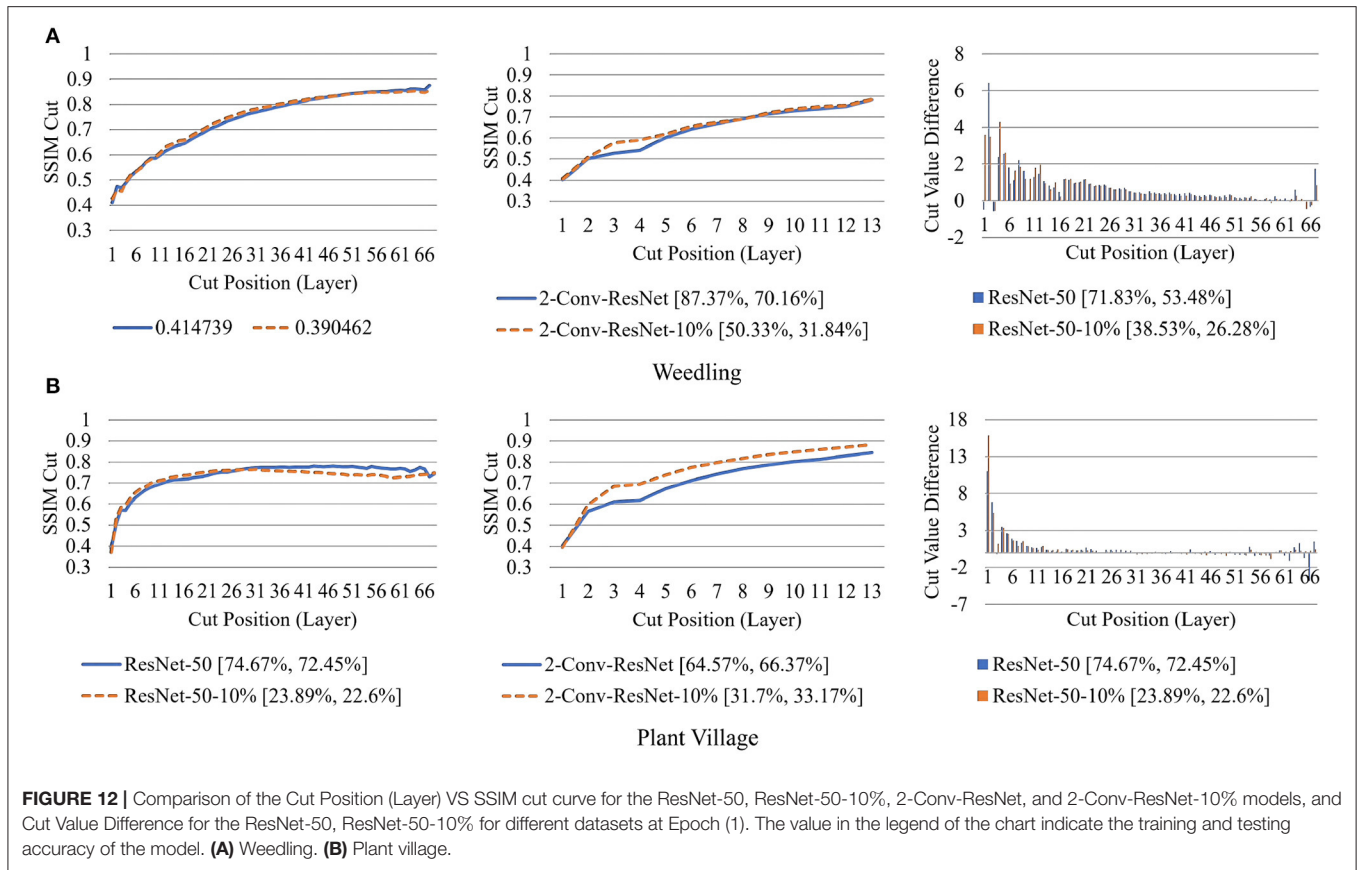 A
1
0.9
0.8
0.7
0.6
0.5
0.4
0.3
SSIM Cut
1 6 11 16 21 26 31 36 41 46 51 56 61 66
Cut Position (Layer)
0.414739 0.390462
1
0.9
0.8
0.7
0.6
0.5
0.4
0.3
SSIM Cut
1 2 3 4 5 6 7 8 9 10 11 12 13
Cut Position (Layer)
2-Conv-ResNet [87.37%, 70.16%]
2-Conv-ResNet-10% [50.33%, 31.84%]
8
6
4
2
0
-2
Cut Value Difference
1 6 11 16 21 26 31 36 41 46 51 56 61 66
Cut Position (Layer)
ResNet-50 [71.83%, 53.48%]
ResNet-50-10% [38.53%, 26.28%]
Weedling
B
1
0.9
0.8
0.7
0.6
0.5
0.4
0.3
SSIM Cut
1 6 11 16 21 26 31 36 41 46 51 56 61 66
Cut Position (Layer)
ResNet-50 [74.67%, 72.45%]
ResNet-50-10% [23.89%, 22.6%]
1
0.9
0.8
0.7
0.6
0.5
0.4
0.3
SSIM Cut
1 2 3 4 5 6 7 8 9 10 11 12 13
Cut Position (Layer)
2-Conv-ResNet [64.57%, 66.37%]
2-Conv-ResNet-10% [31.7%, 33.17%]
18
13
8
3
-2
-7
Cut Value Difference
1 6 11 16 21 26 31 36 41 46 51 56 61 66
Cut Position (Layer)
ResNet-50 [74.67%, 72.45%]
ResNet-50-10% [23.89%, 22.6%]
Plant Village
FIGURE 12 | Comparison of the Cut Position (Layer) VS SSIM cut curve for the ResNet-50, ResNet-50-10%, 2-Conv-ResNet, and 2-Conv-ResNet-10% models, and
Cut Value Difference for the ResNet-50, ResNet-50-10% for different datasets at Epoch (1). The value in the legend of the chart indicate the training and testing
accuracy of the model. (A) Weedling. (B) Plant village.